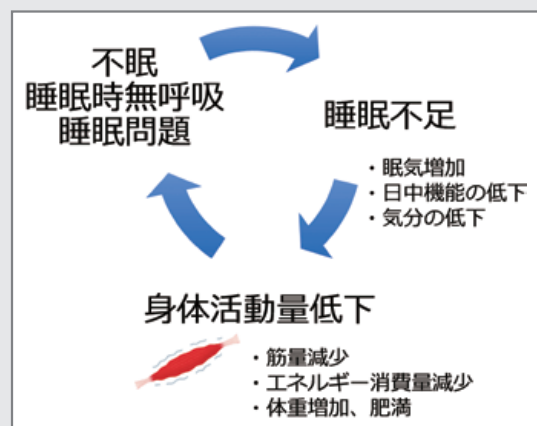 不眠
睡眠時無呼吸
睡眠問題
睡眠不足
・眠気増加
・日中機能の低下
・気分の低下
身体活動量低下
・筋量減少
・エネルギー消費量減少
・体重増加、肥満